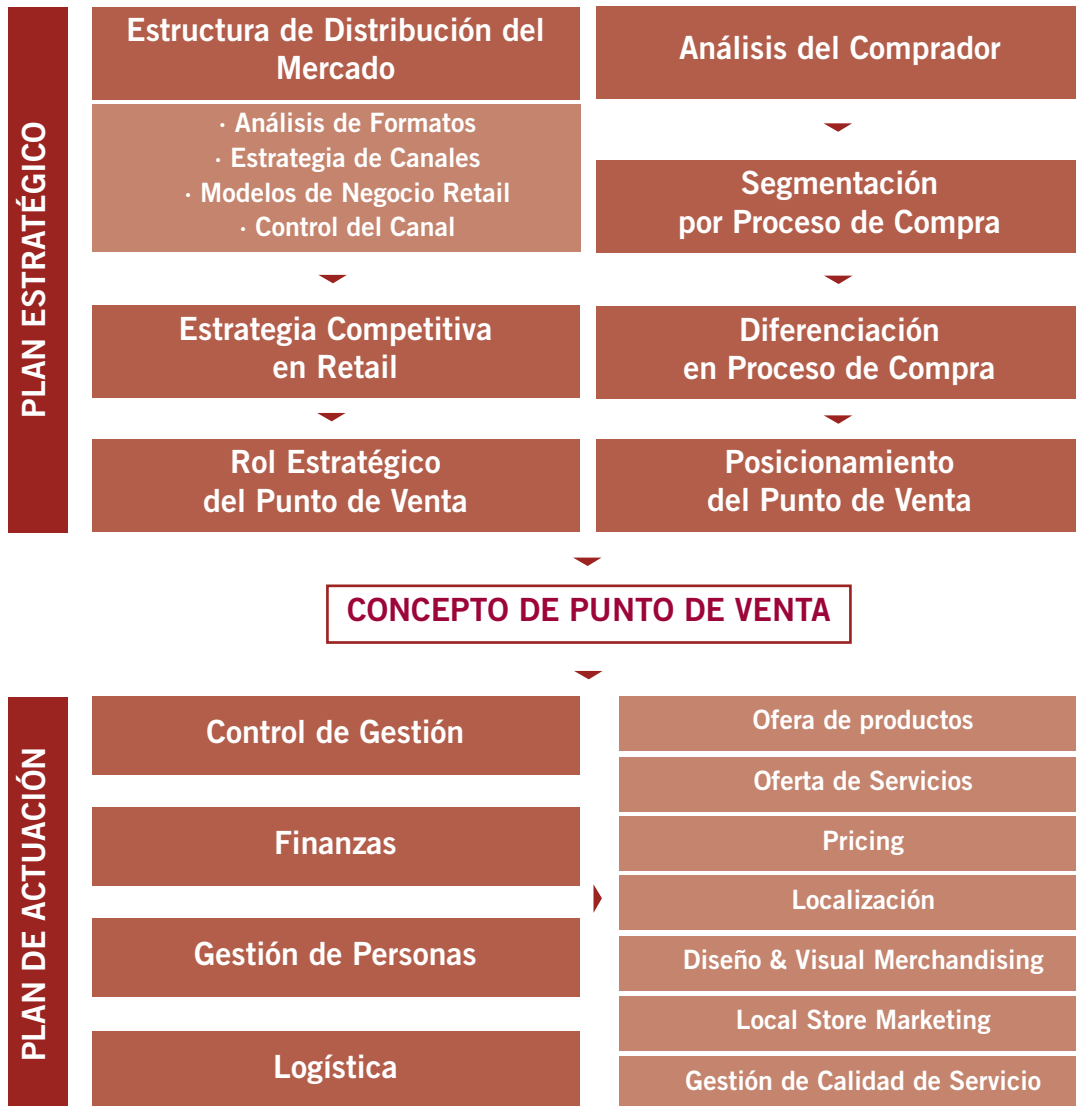 PLAN ESTRATÉGICO
Estructura de Distribución del
Mercado
· Análisis de Formatos
· Estrategia de Canales
· Modelos de Negocio Retail
· Control del Canal
Estrategia Competitiva
en Retail
Rol Estratégico
del Punto de Venta
Análisis del Comprador
Segmentación
por Proceso de Compra
Diferenciación
en Proceso de Compra
Posicionamiento
del Punto de Venta
CONCEPTO DE PUNTO DE VENTA
PLAN DE ACTUACIÓN
Control de Gestión
Finanzas
Gestión de Personas
Logística
Ofera de productos
Oferta de Servicios
Pricing
Localización
Diseño & Visual Merchandising
Local Store Marketing
Gestión de Calidad de Servicio